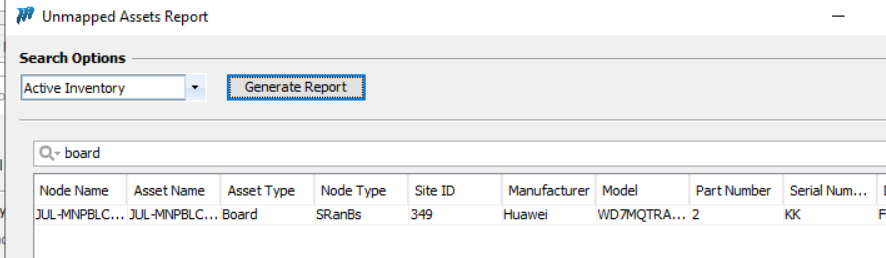 Unmapped Assets Report
Search Options
Active Inventory Generate Report
board
Node Name Asset Name Asset Type Node Type Site ID Manufacturer Model Part Number Serial Num...
JUL-MNPBLC... JUL-MNPBLC... Board SRanBs 349 Huawei WD7MQTRA... 2 KK